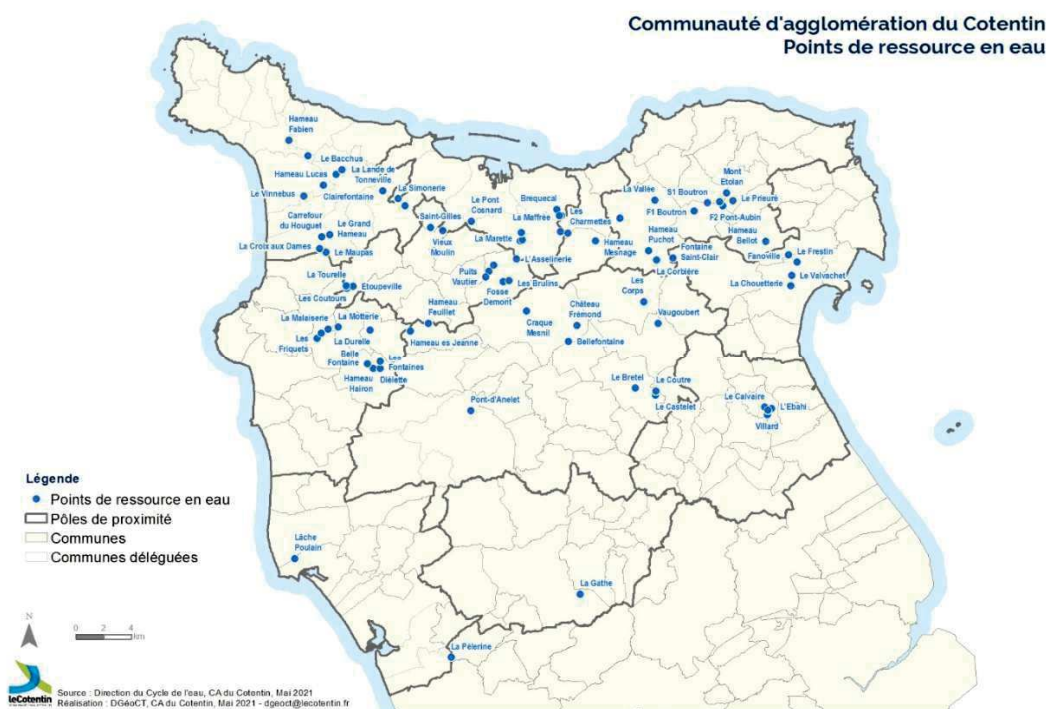 Communauté d'agglomération du Cotentin
Points de ressource en eau
Hameau
Fabien
Le Bacchus
La Lande de
Tonneville
Hameau Lucas
Clairefontaine
Le Vinnebus
La Simonerie
Carrefour
du Houguet
Le Grand
Hameau
La Croix aux Dames
Le Maupas
Saint-Gilles
Vieux
Moulin
Le Pont
Cosnard
Brequecal
La Maffrée
Les
Charmettes
La Marette
L'Asselinerie
Hameau
Mesnage
La Vallée
S1 Boutron
Mont
Etolan
Le Prieuré
F1 Boutron
F2 Pont-Aubin
Hameau
Puchot
Fontaine
Saint-Clair
Hameau
Bellot
Fanoville
Le Frestin
La Corbière
Le Valvachet
La Chouetterie
La Tourelle
Les Coutours
Etoupeville
Puits
Vautier
Fosse
Demont
Les Brulins
Les
Corps
Vaugoubert
Hameau
Feuillet
Château
Frémond
Craque
Mesnil
Bellefontaine
La Malaiserie
La Motterie
Les
Friquets
La Durelle
Hameau es Jeanne
Belle
Fontaine
Les
Fontaines
Hameau
Hairon
Diélette
Pont-d'Anelet
Le Bretel
Le Coutre
Le Castelet
Le Calvaire
L'Ebahi
Villard
Lâche
Poulain
La Gathe
La Pélerine
Légende
Points de ressource en eau
Pôles de proximité
Communes
Communes déléguées
N
0 2 4
km
leCotentin
Source : Direction du Cycle de l'eau, CA du Cotentin, Mai 2021
Réalisation : DGéoCT, CA du Cotentin, Mai 2021 - dgeoct@lecotentin.fr